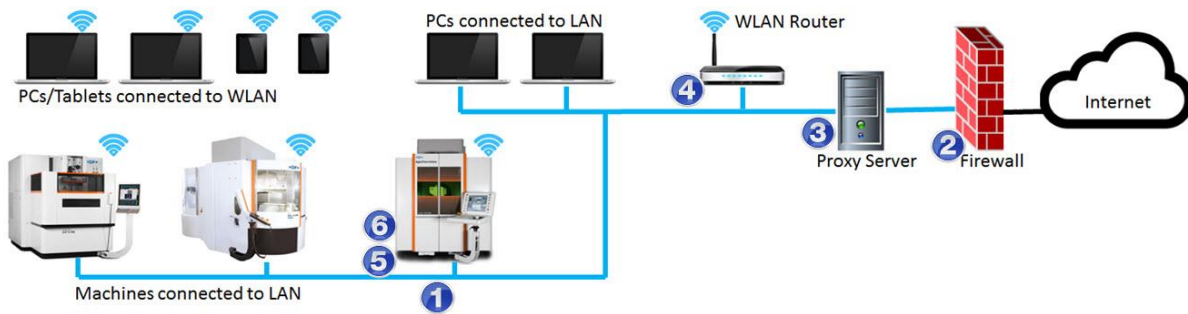 PCs connected to LAN
WLAN Router
PCs/Tablets connected to WLAN
4
Internet
3
Proxy Server
2
Firewall
6
5
Machines connected to LAN
1